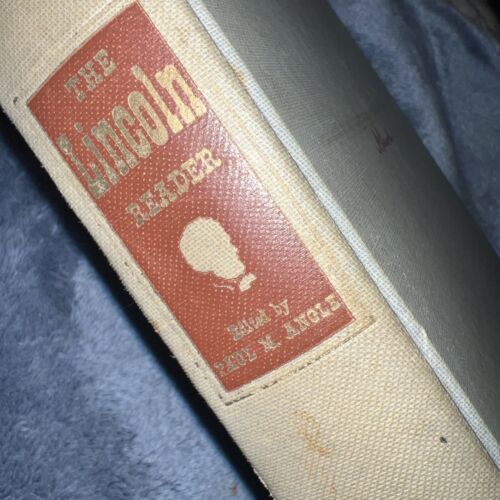 THE
Lincoln
READER
Edited by
PAUL M. ANGLE